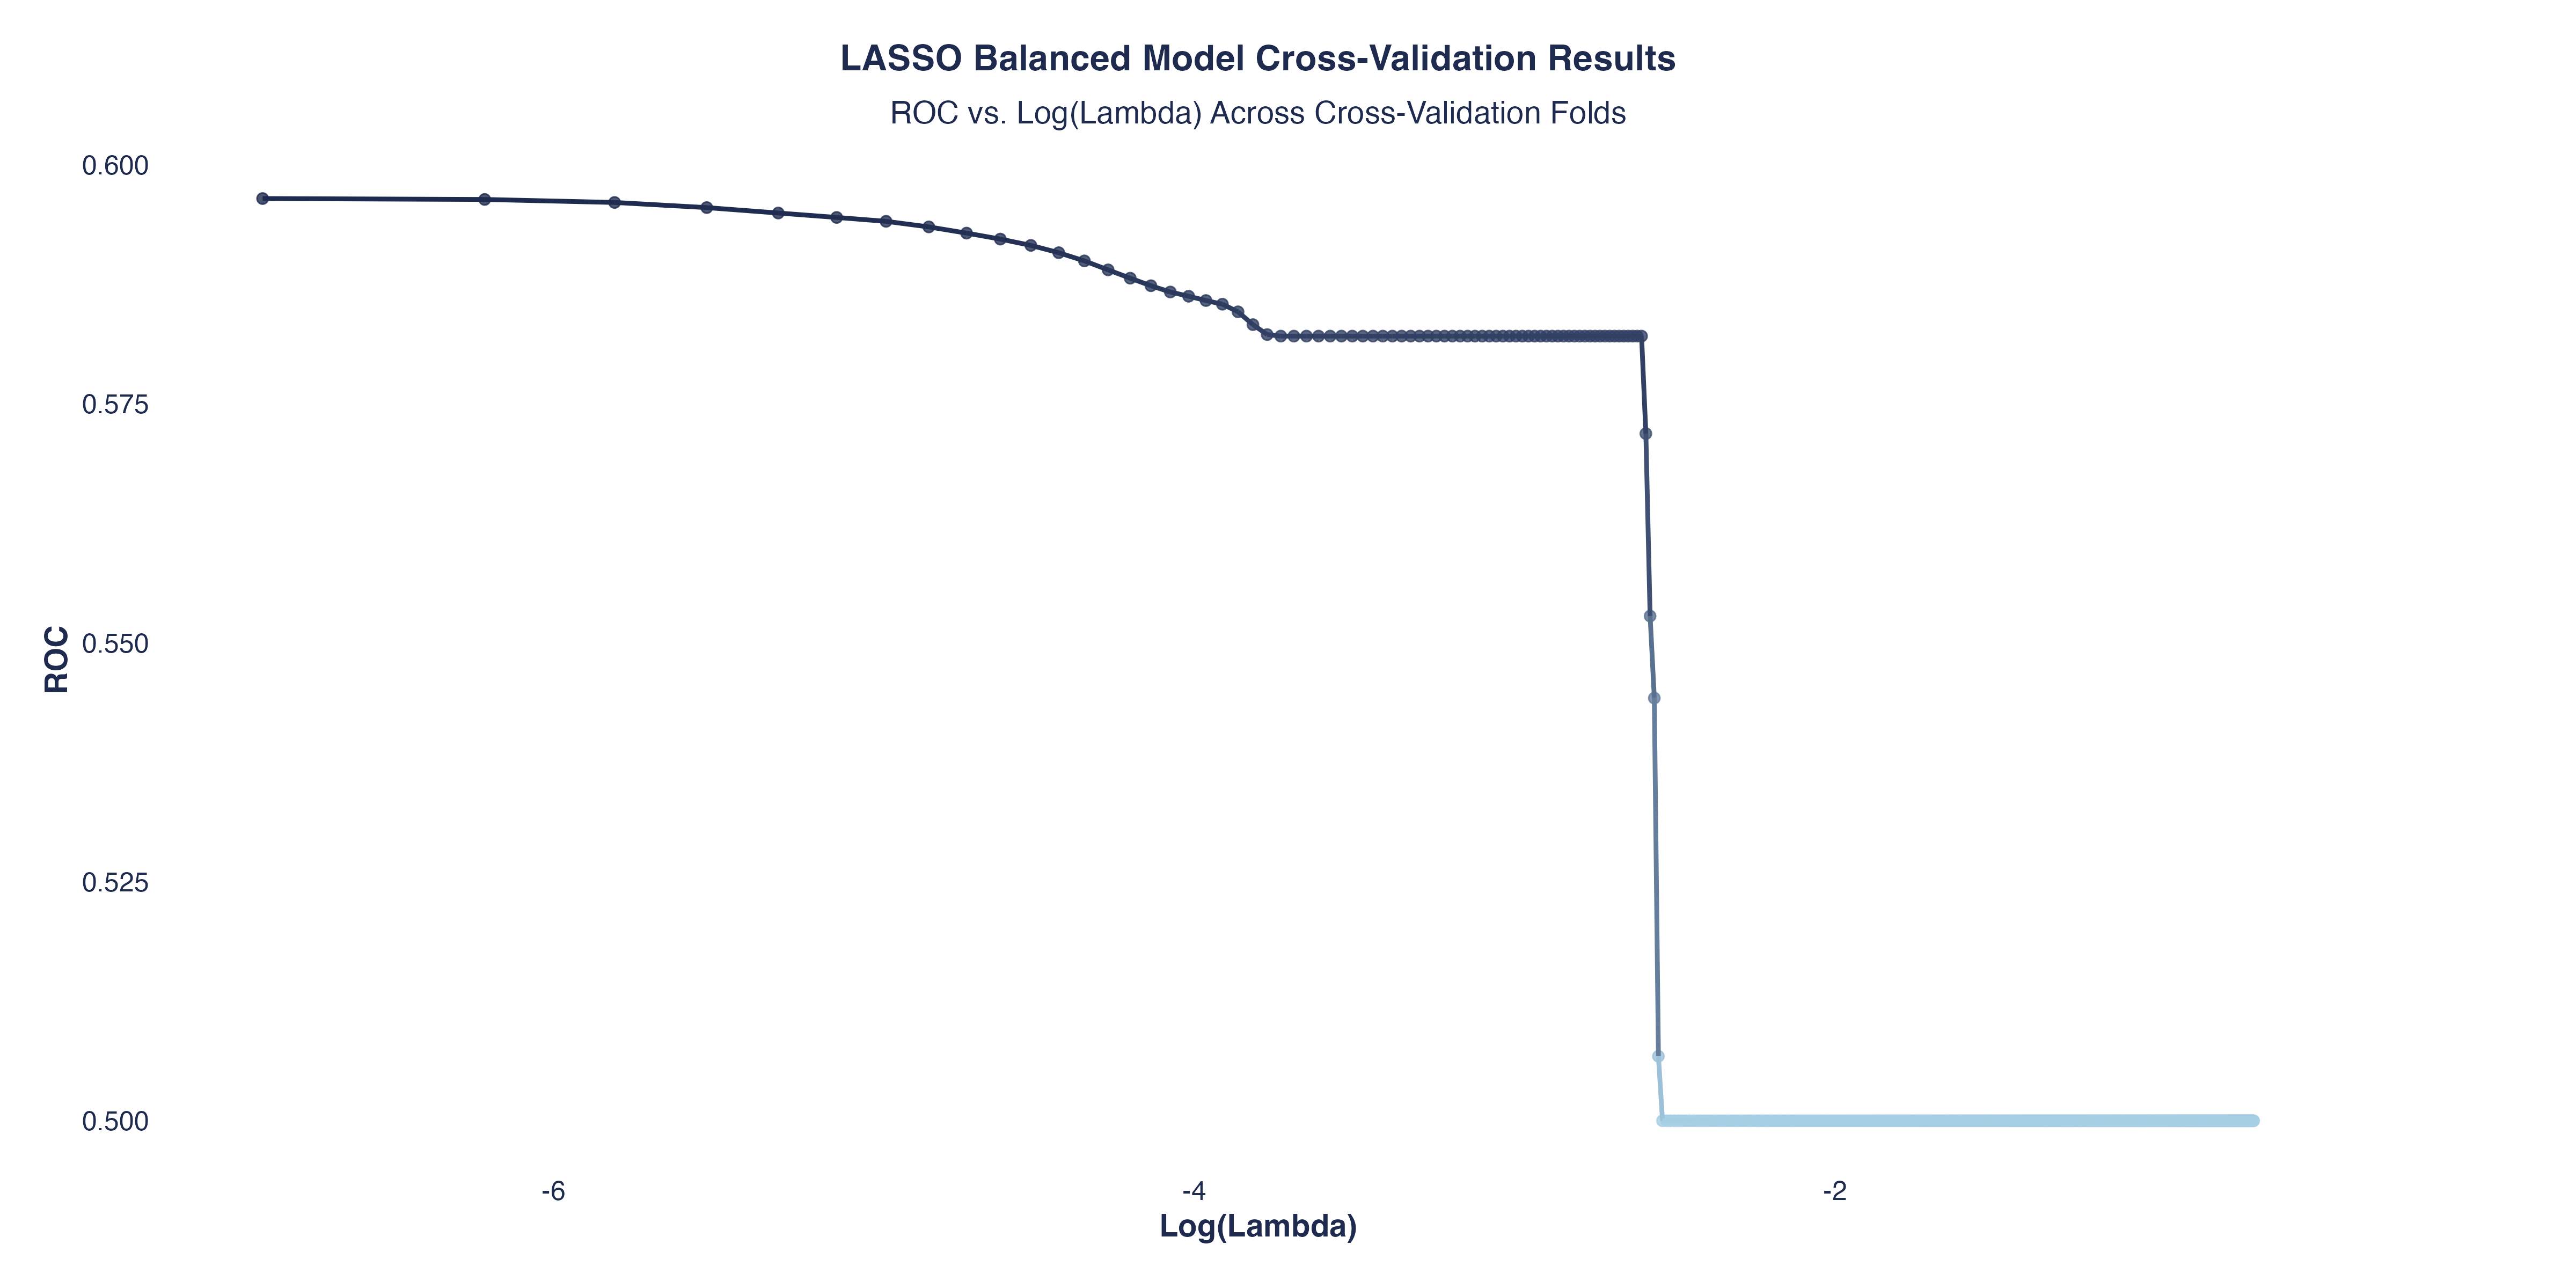 LASSO Balanced Model Cross-Validation Results
ROC vs. Log(Lambda) Across Cross-Validation Folds
0.600
0.575
0.550
0.525
0.500
ROC
-6
-4
-2
Log(Lambda)